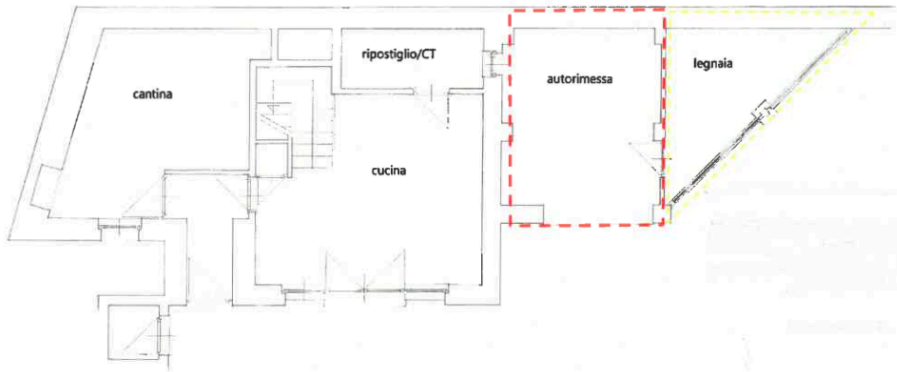 ripostiglio/CT
legnaia
autorimessa
cantina
cucina